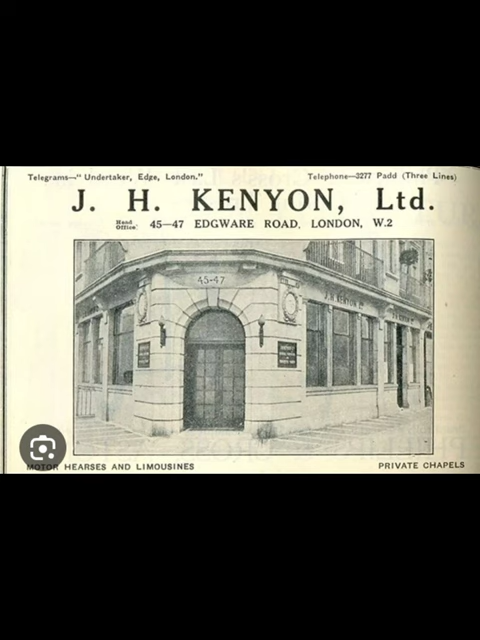 Telegrams—"Undertaker, Edge, London."
Telephone—3277 Padd (Three Lines)
J. H. KENYON, Ltd.
Head Office: 45—47 EDGWARE ROAD, LONDON, W.2
45-47
J.H. KENYON LTD
MOTOR HEARSES AND LIMOUSINES
PRIVATE CHAPELS